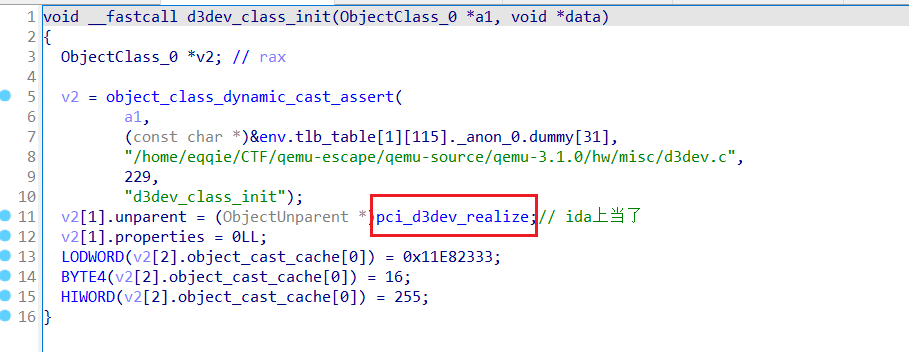 1 void __fastcall d3dev_class_init(ObjectClass_0 *a1, void *data)
2 {
3 ObjectClass_0 *v2; // rax
4
5 v2 = object_class_dynamic_cast_assert(
6 a1,
7 (const char *)&env.tlb_table[1][115]._anon_0.dummy[31],
8 "/home/eqqie/CTF/qemu-escape/qemu-source/qemu-3.1.0/hw/misc/d3dev.c",
9 229,
10 "d3dev_class_init");
11 v2[1].unparent = (ObjectUnparent *)pci_d3dev_realize;// ida上当了
12 v2[1].properties = 0LL;
13 LODWORD(v2[2].object_cast_cache[0]) = 0x11E82333;
14 BYTE4(v2[2].object_cast_cache[0]) = 16;
15 HIWORD(v2[2].object_cast_cache[0]) = 255;
16 }